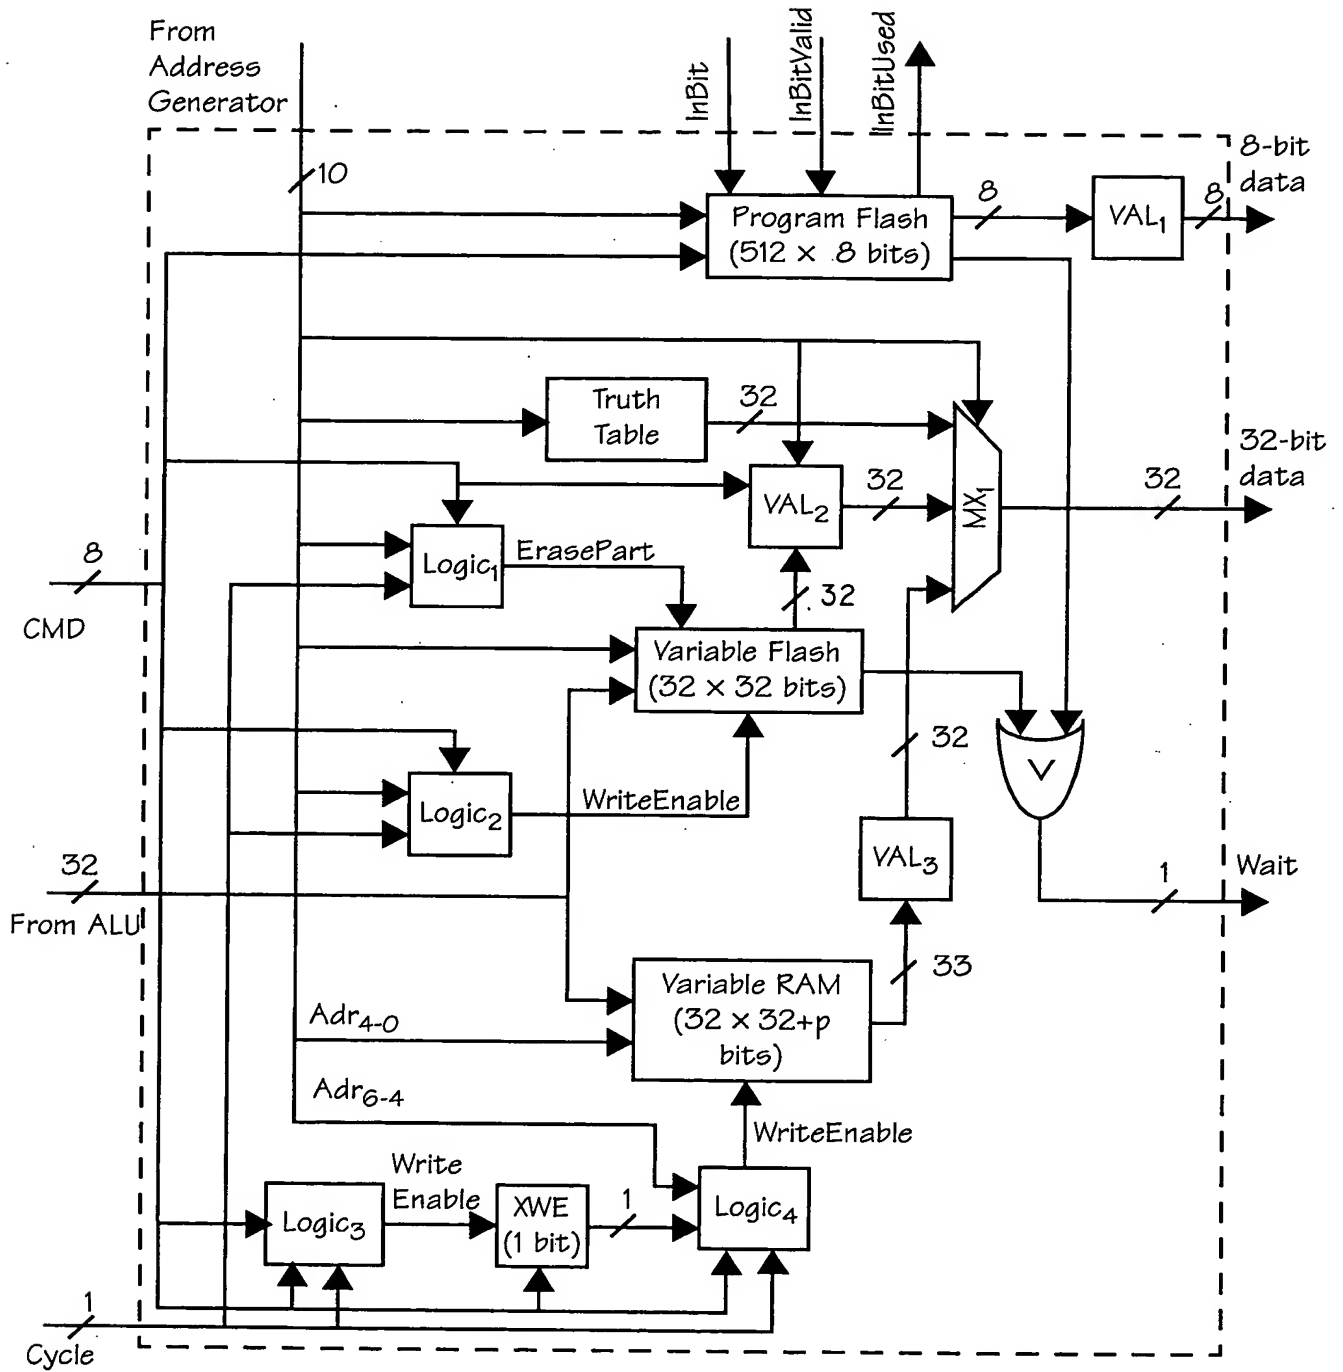 From
Address
Generator
InBit
InBitValid
InBitUsed
10
8-bit
data
Program Flash
(512 × 8 bits)
8
VAL1
8
Truth
Table
32
32-bit
data
VAL2
32
MX1
32
8
CMD
Logic1
ErasePart
32
Variable Flash
(32 × 32 bits)
32
V
Logic2
WriteEnable
VAL3
32
From ALU
1
Wait
33
Variable RAM
(32 × 32+p
bits)
Adr4-0
Adr6-4
WriteEnable
Write
Enable
Logic3
XWE
(1 bit)
1
Logic4
1
Cycle